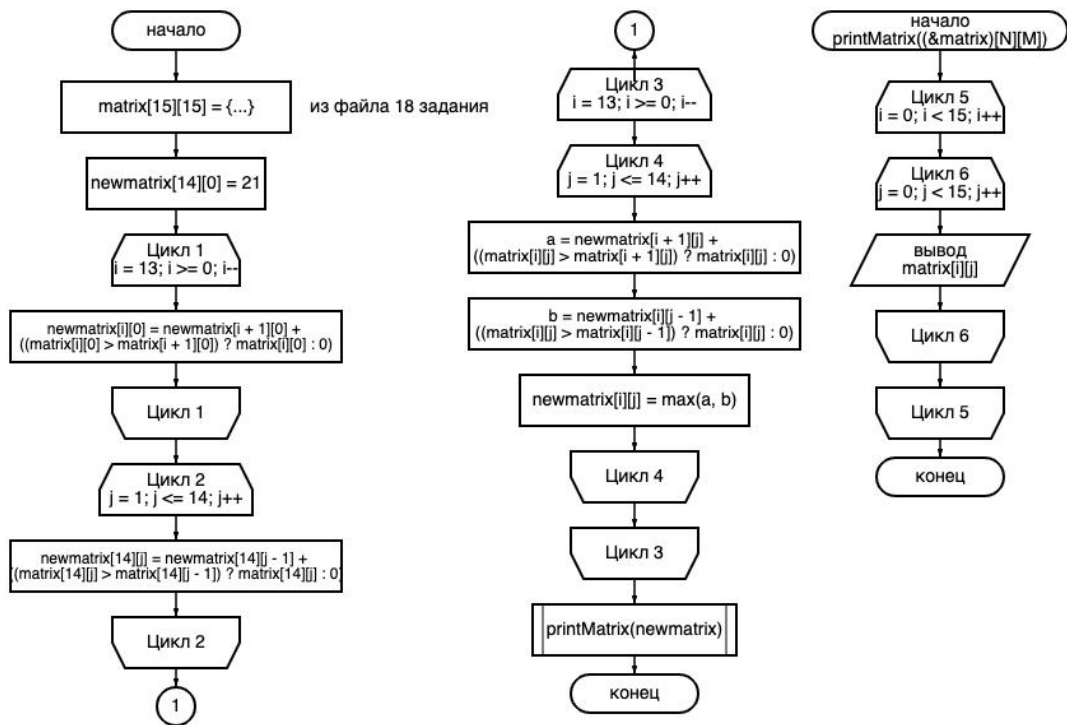 начало
matrix[15][15] = {...}
из файла 18 задания
newmatrix[14][0] = 21
Цикл 1
i = 13; i >= 0; i--
newmatrix[i][0] = newmatrix[i + 1][0] +
((matrix[i][0] > matrix[i + 1][0]) ? matrix[i][0] : 0)
Цикл 1
Цикл 2
j = 1; j <= 14; j++
newmatrix[14][j] = newmatrix[14][j - 1] +
((matrix[14][j] > matrix[14][j - 1]) ? matrix[14][j] : 0)
Цикл 2
1
1
Цикл 3
i = 13; i >= 0; i--
Цикл 4
j = 1; j <= 14; j++
a = newmatrix[i + 1][j] +
((matrix[i][j] > matrix[i + 1][j]) ? matrix[i][j] : 0)
b = newmatrix[i][j - 1] +
((matrix[i][j] > matrix[i][j - 1]) ? matrix[i][j] : 0)
newmatrix[i][j] = max(a, b)
Цикл 4
Цикл 3
printMatrix(newmatrix)
конец
начало
printMatrix((&matrix)[N][M])
Цикл 5
i = 0; i < 15; i++
Цикл 6
j = 0; j < 15; j++
вывод
matrix[i][j]
Цикл 6
Цикл 5
конец